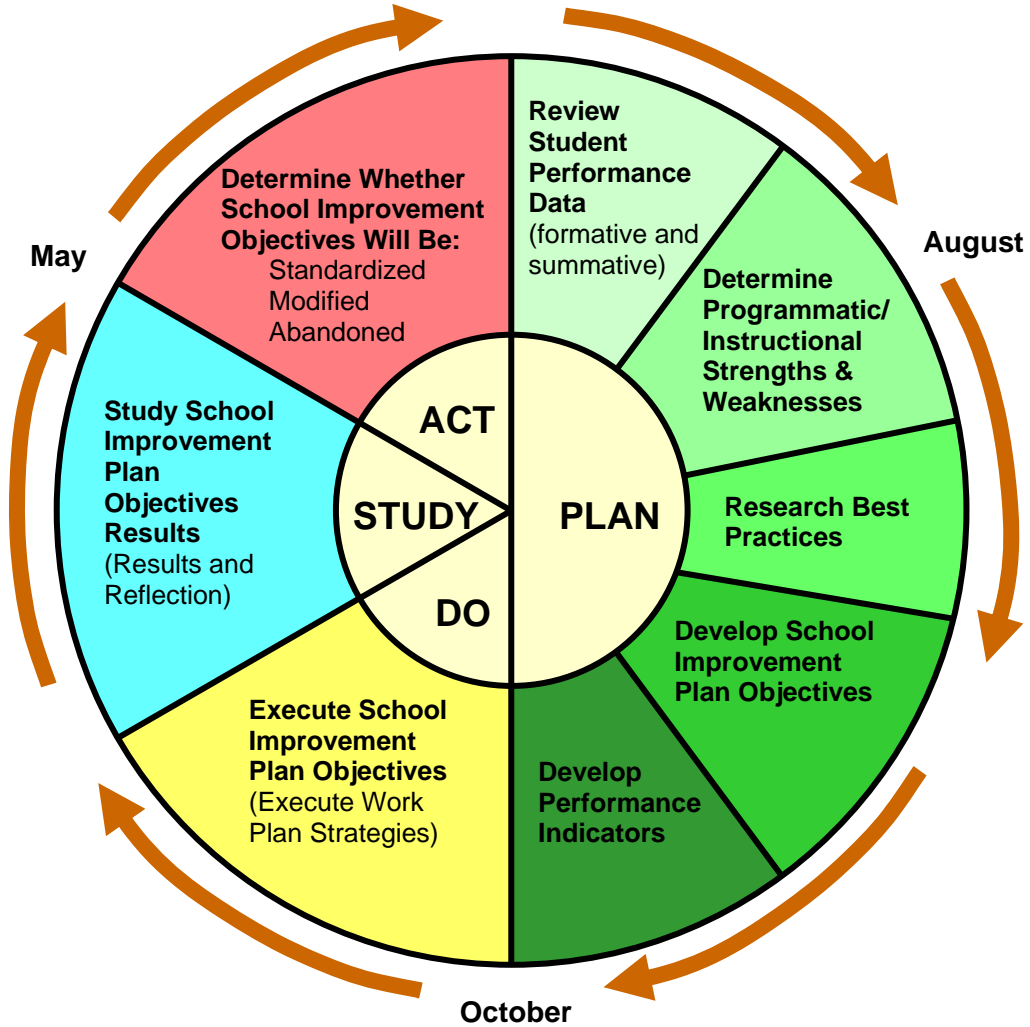 Review
Student
Performance
Data
(formative and
summative)
August
Determine
Programmatic/
Instructional
Strengths &
Weaknesses
Research Best
Practices
Develop School
Improvement
Plan Objectives
Develop
Performance
Indicators
October
Execute School
Improvement
Plan Objectives
(Execute Work
Plan Strategies)
Study School
Improvement
Plan
Objectives
Results
(Results and
Reflection)
May
Determine Whether
School Improvement
Objectives Will Be:
Standardized
Modified
Abandoned
PLAN
DO
STUDY
ACT